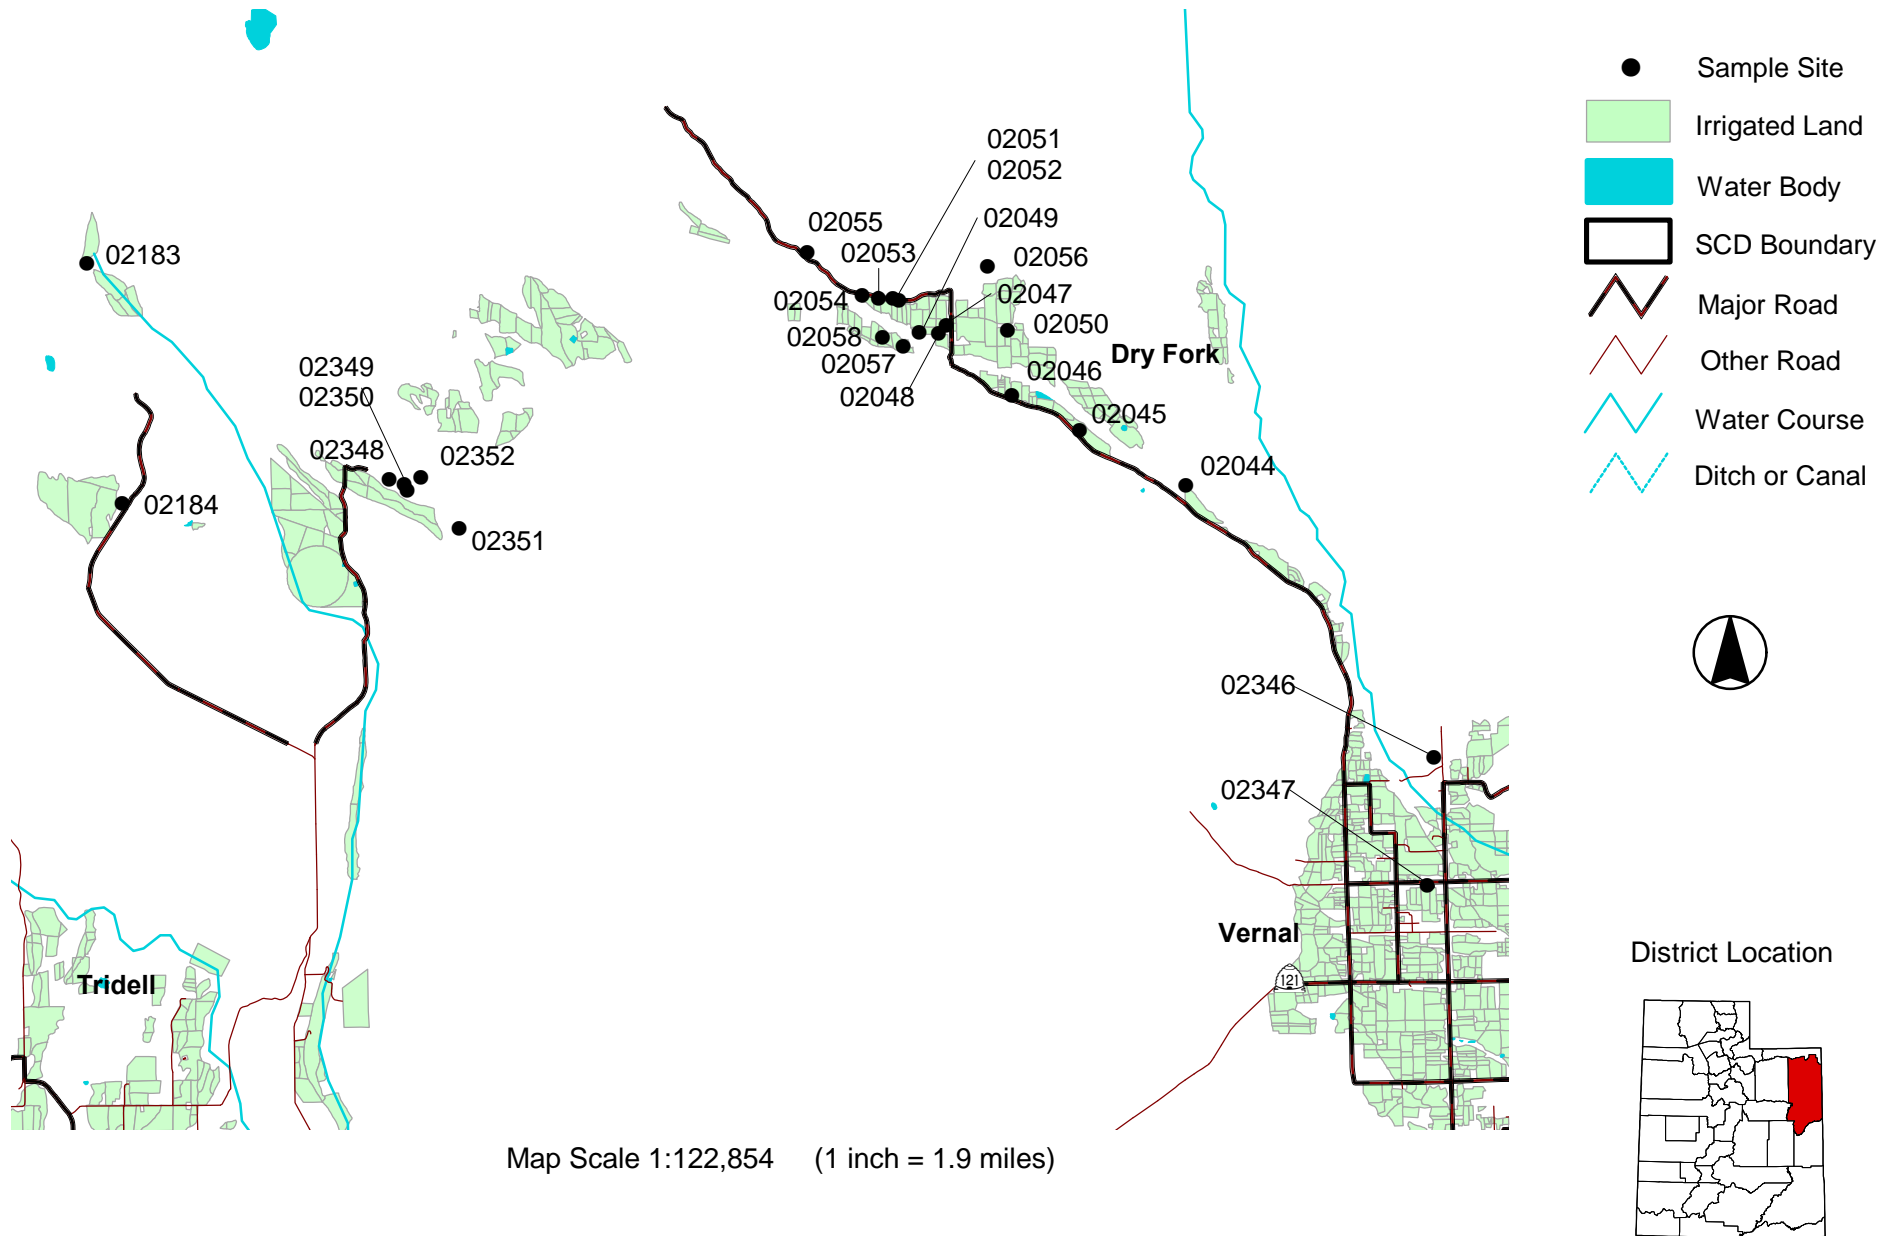 02051
02052
02049
02055
02053
02056
02183
02047
02054
02050
02058
02057
Dry Fork
02046
02048
02349
02350
02045
02348
02352
02044
02184
02351
02346
02347
Vernal
121
Tridell
Sample Site
Irrigated Land
Water Body
SCD Boundary
Major Road
Other Road
Water Course
Ditch or Canal
District Location
Map Scale 1:122,854 (1 inch = 1.9 miles)